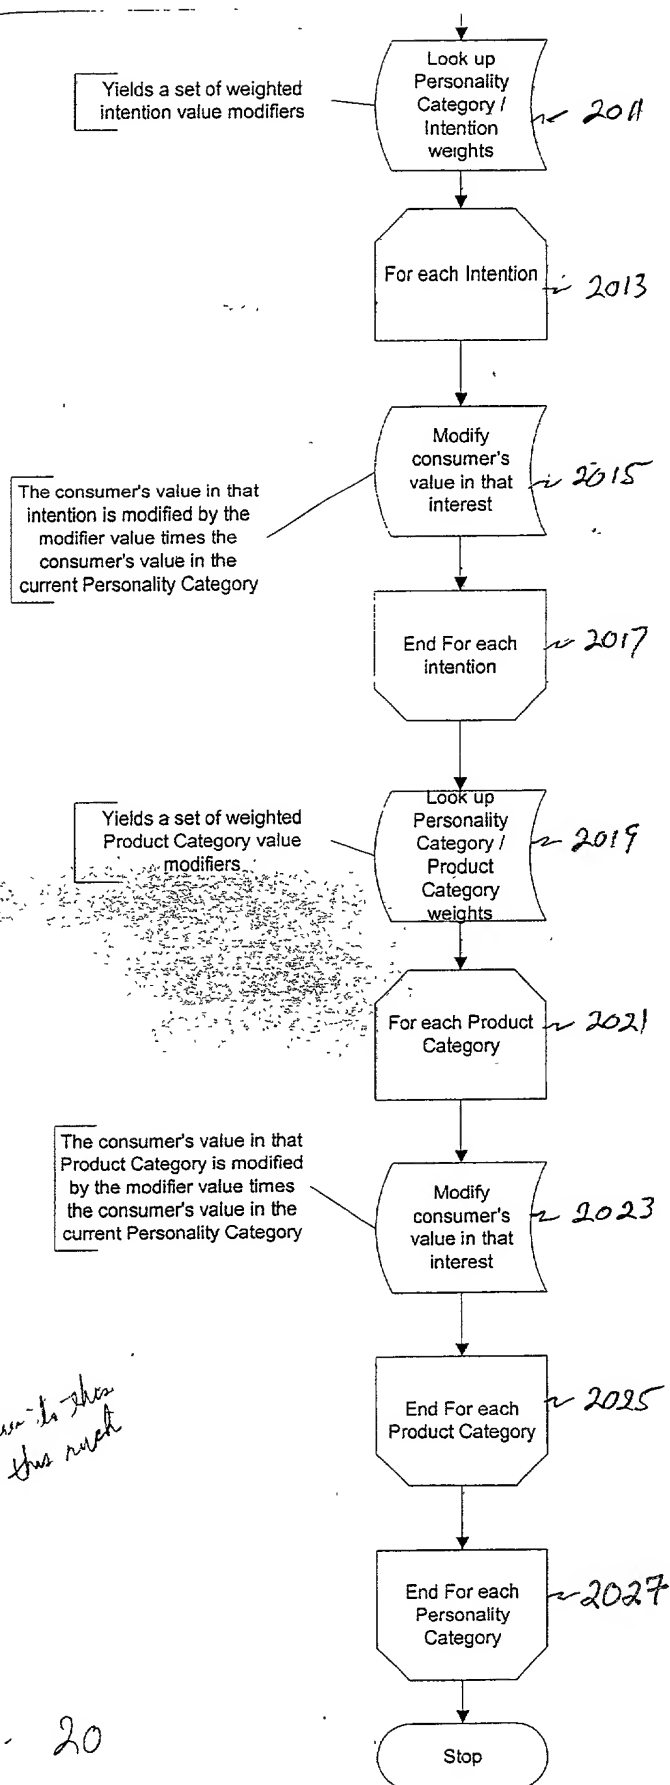 Look up
Personality
Category /
Intention
weights
2011
Yields a set of weighted
intention value modifiers
For each Intention
2013
Modify
consumer's
value in that
interest
2015
The consumer's value in that
intention is modified by the
modifier value times the
consumer's value in the
current Personality Category
End For each
intention
2017
Look up
Personality
Category /
Product
Category
weights
2019
Yields a set of weighted
Product Category value
modifiers
For each Product
Category
2021
The consumer's value in that
Product Category is modified
by the modifier value times
the consumer's value in the
current Personality Category
Modify
consumer's
value in that
interest
2023
End For each
Product Category
2025
this
this much
End For each
Personality
Category
2027
20
Stop